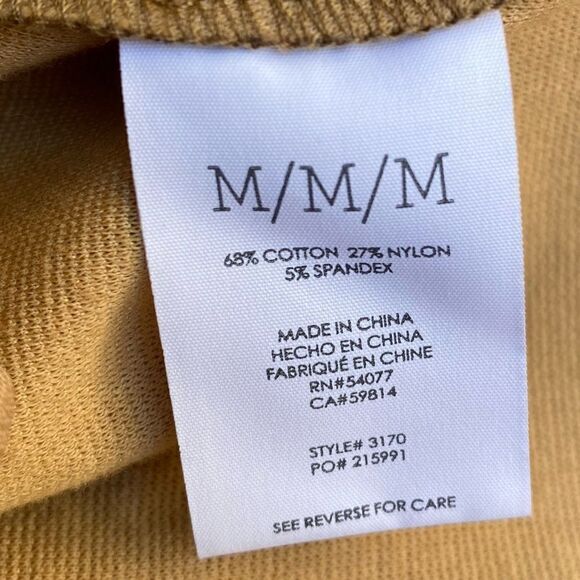 M/M/M
68% COTTON 27% NYLON
5% SPANDEX
MADE IN CHINA
HECHO EN CHINA
FABRIQUÉ EN CHINE
RN#54077
CA#59814
STYLE# 3170
PO# 215991
SEE REVERSE FOR CARE